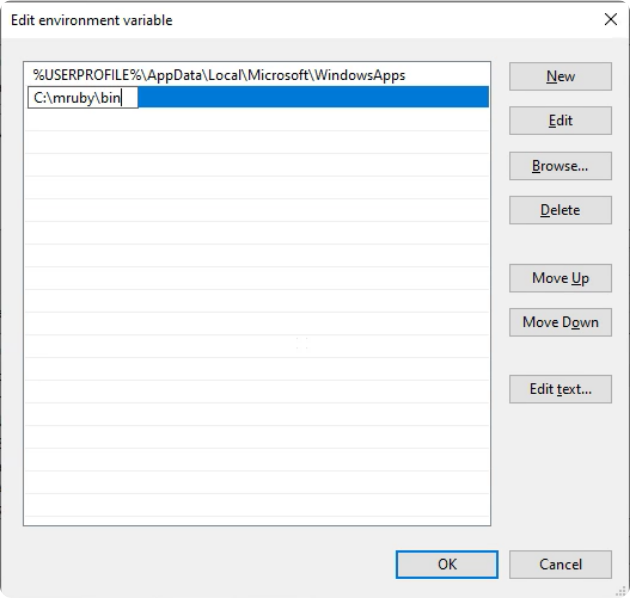 Edit environment variable
%USERPROFILE%\AppData\Local\Microsoft\WindowsApps
C:\mruby\bin
New
Edit
Browse...
Delete
Move Up
Move Down
Edit text...
OK
Cancel